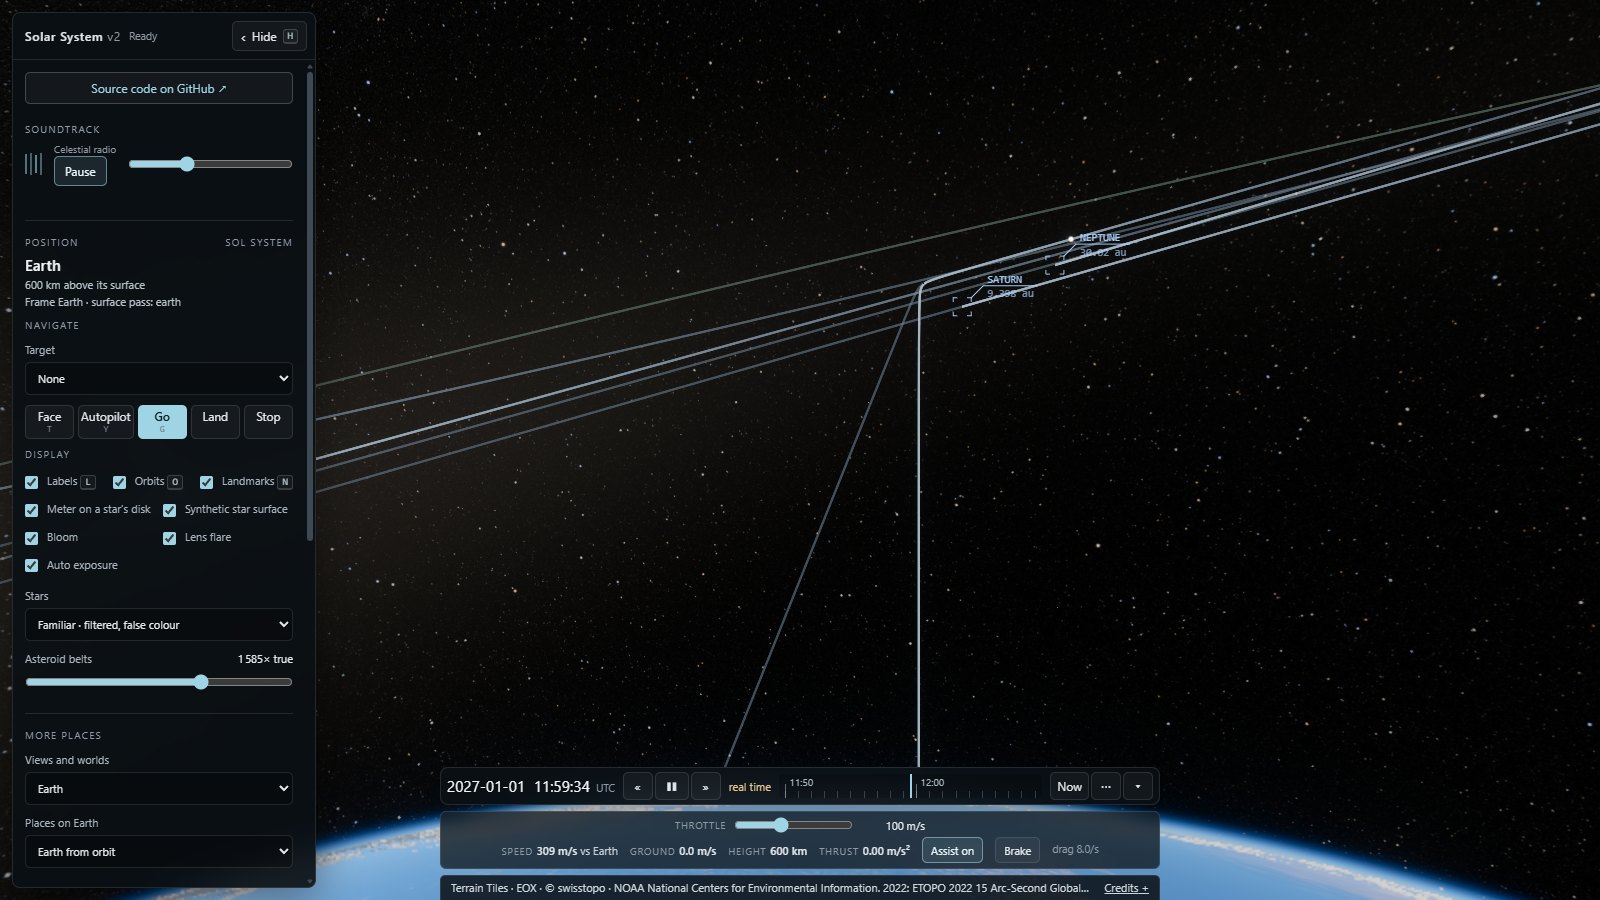 Solar System v2 Ready
‹ Hide H
Source code on GitHub ↗
SOUNDTRACK
Celestial radio
Pause
POSITION SOL SYSTEM
Earth
600 km above its surface
Frame Earth · surface pass: earth
NAVIGATE
Target
None
Face T
Autopilot Y
Go G
Land
Stop
DISPLAY
Labels L Orbits O Landmarks N
Meter on a star's disk Synthetic star surface
Bloom Lens flare
Auto exposure
Stars
Familiar · filtered, false colour
Asteroid belts 1 585× true
MORE PLACES
Views and worlds
Earth
Places on Earth
Earth from orbit
NEPTUNE
30.02 au
SATURN
9.398 au
2027-01-01 11:59:34 UTC « » real time 11:50 12:00 Now ···
THROTTLE 100 m/s
SPEED 309 m/s vs Earth GROUND 0.0 m/s HEIGHT 600 km THRUST 0.00 m/s² Assist on Brake drag 8.0/s
Terrain Tiles · EOX · © swisstopo · NOAA National Centers for Environmental Information. 2022: ETOPO 2022 15 Arc-Second Global... Credits +